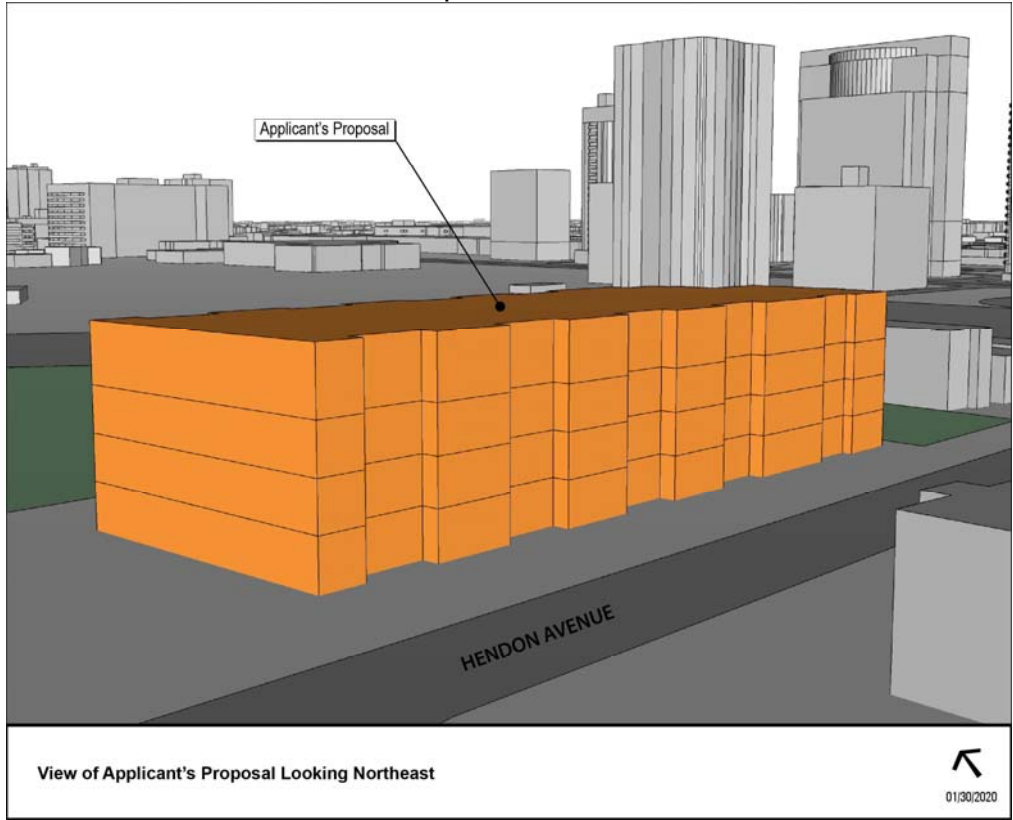 Applicant's Proposal
HENDON AVENUE
View of Applicant's Proposal Looking Northeast
01/30/2020